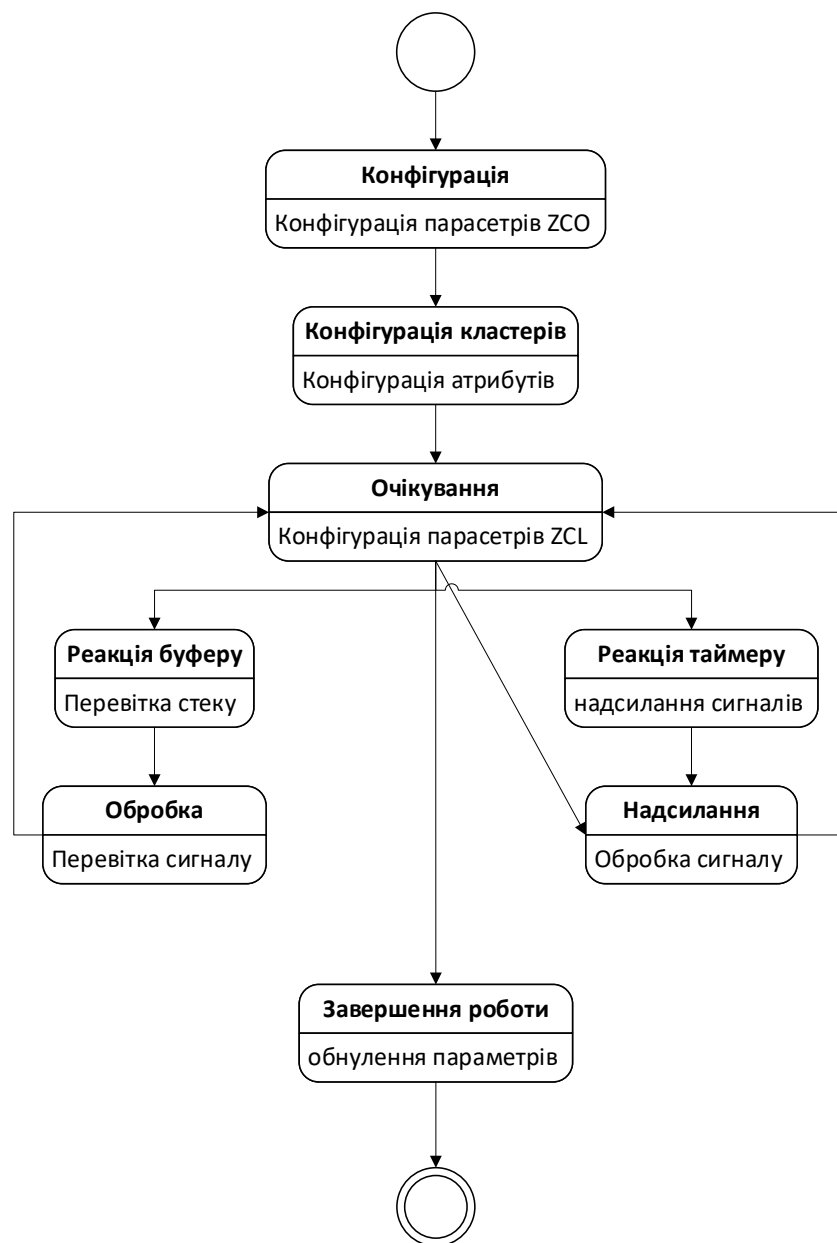 Конфігурація
Конфігурація парасетрів ZCO
Конфігурація кластерів
Конфігурація атрибутів
Очікування
Конфігурація парасетрів ZCL
Реакція буферу
Перевітка стеку
Реакція таймеру
надсилання сигналів
Обробка
Перевітка сигналу
Надсилання
Обробка сигналу
Завершення роботи
обнулення параметрів